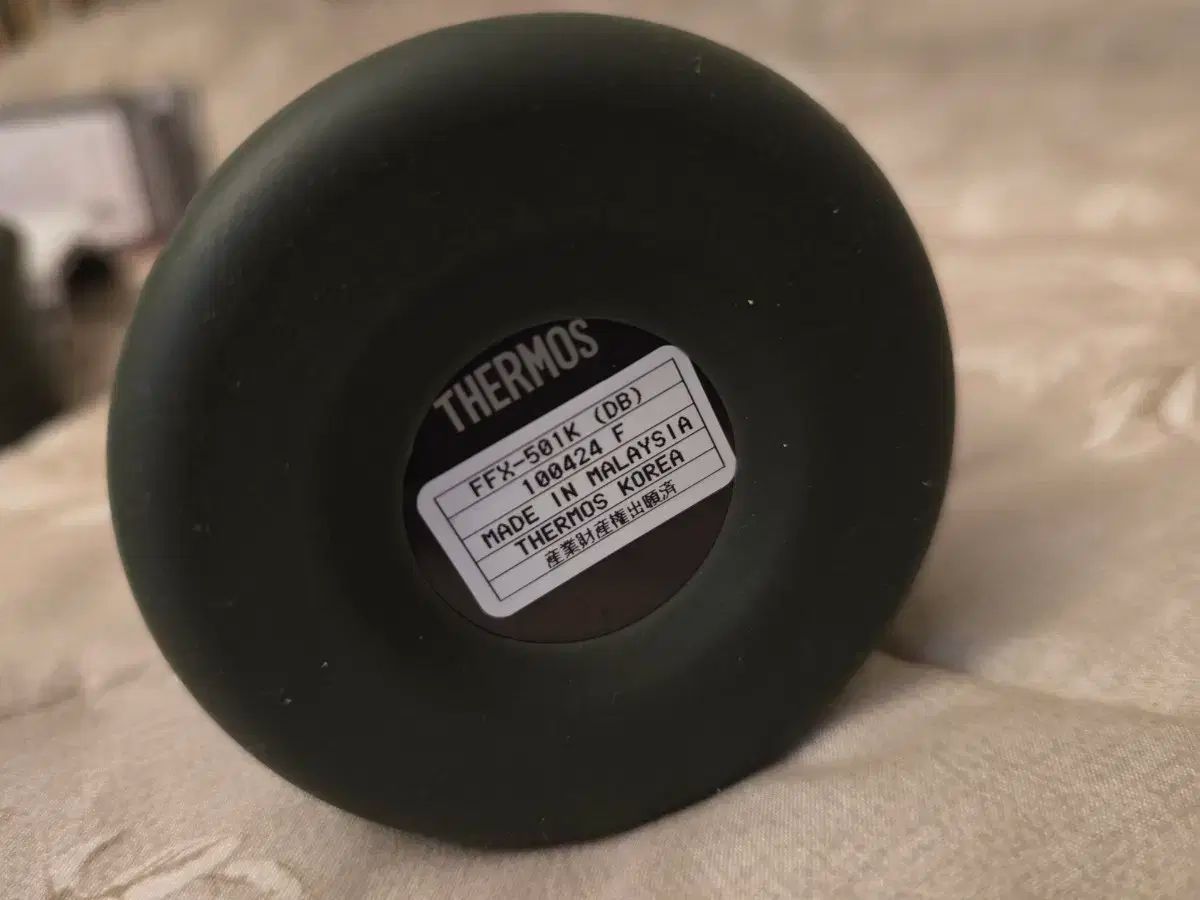 THERMOS
FFX-501K (DB)
100424 F
MADE IN MALAYSIA
THERMOS KOREA
産業財産権出願済